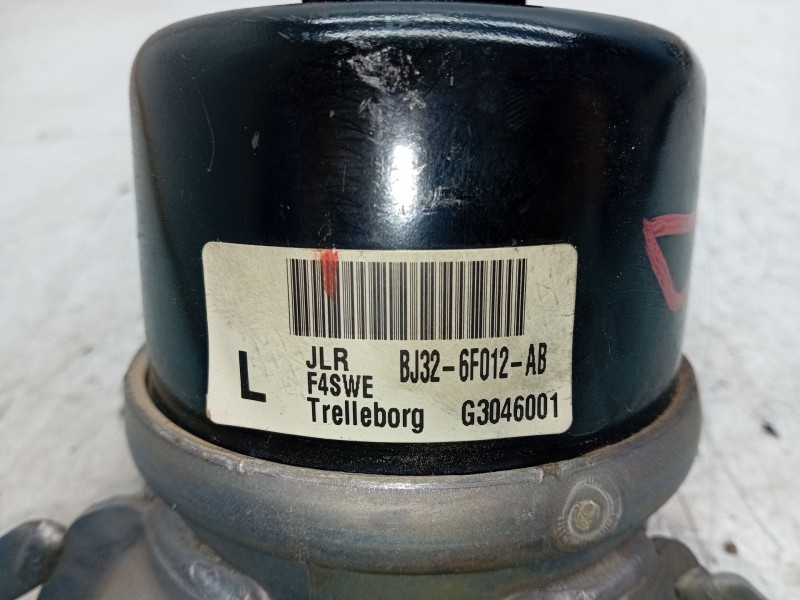 L
JLR BJ32-6F012-AB
F4SWE
Trelleborg G3046001